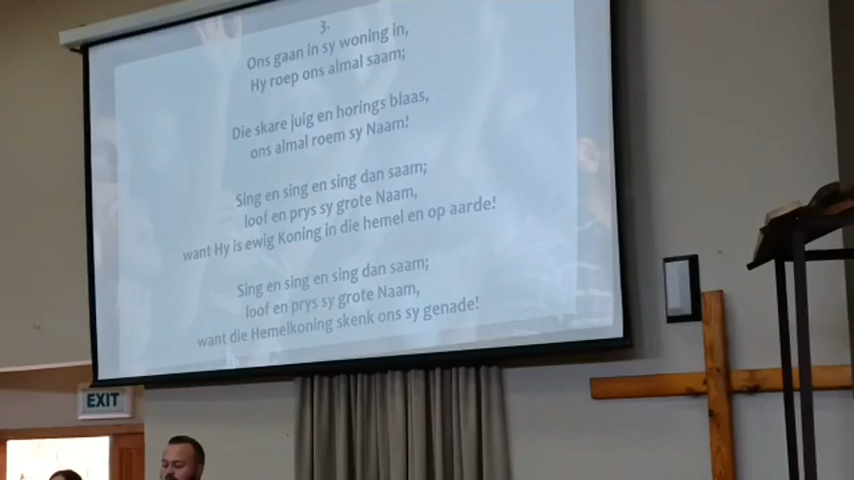 3.
Ons gaan in sy woning in,
Hy roep ons almal saam;
Die skare juig en horings blaas,
ons almal roem sy Naam!
Sing en sing en sing dan saam;
loof en prys sy grote Naam,
want Hy is ewig Koning in die hemel en op aarde!
Sing en sing en sing dan saam;
loof en prys sy grote Naam,
want die Hemelkoning skenk ons sy genade!
EXIT